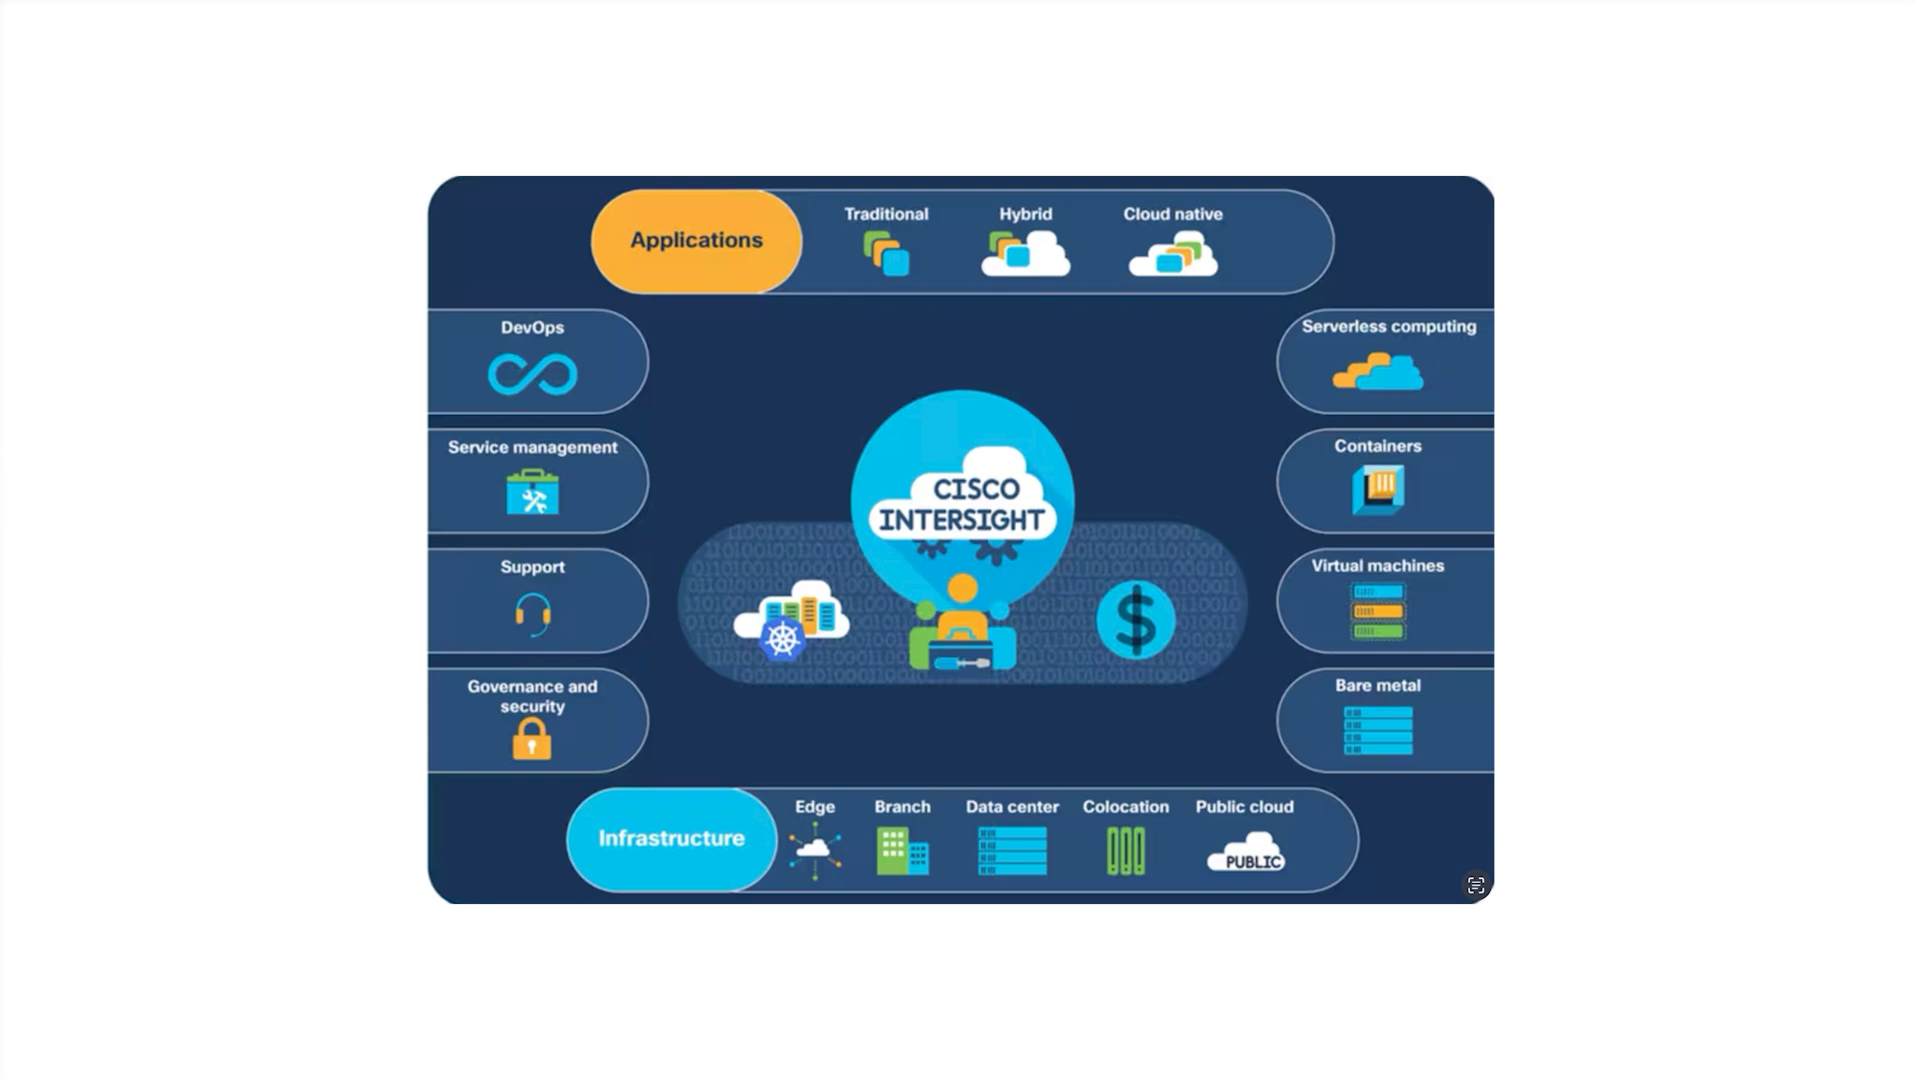 Applications
Traditional
Hybrid
Cloud native
DevOps
Serverless computing
Service management
Containers
CISCO
INTERSIGHT
Support
Virtual machines
Governance and
security
Bare metal
Infrastructure
Edge
Branch
Data center
Colocation
Public cloud
PUBLIC
$